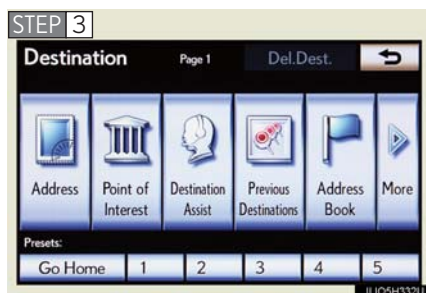 STEP 3
Destination Page 1 Del.Dest.
Address Point of Interest Destination Assist Previous Destinations Address Book More
Presets:
Go Home 1 2 3 4 5